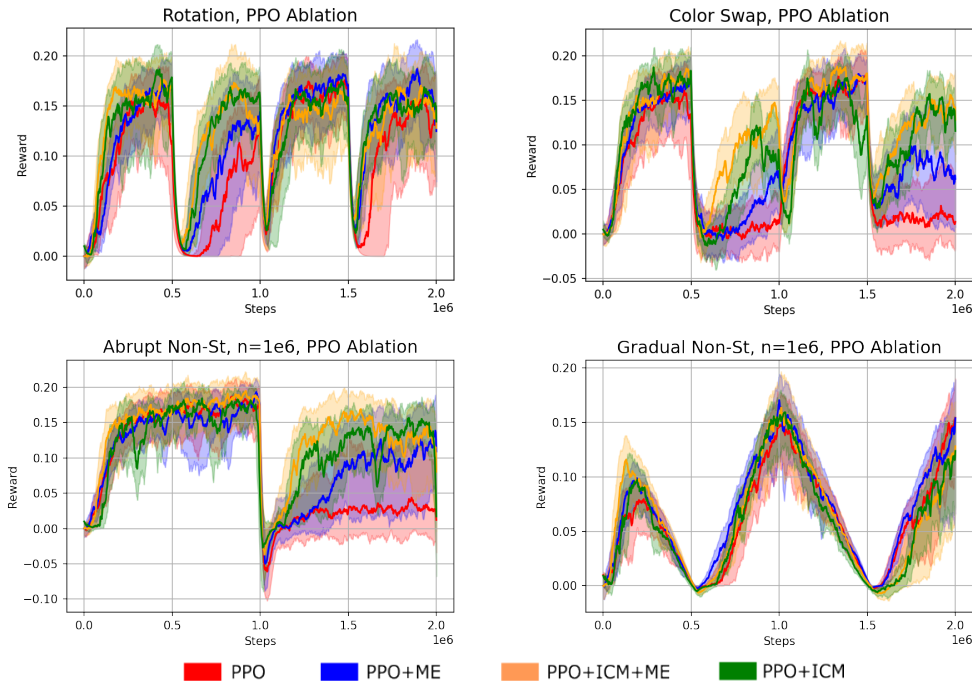 Rotation, PPO Ablation
Reward
0.20
0.15
0.10
0.05
0.00
0.0 0.5 1.0 1.5 2.0
Steps
1e6
Color Swap, PPO Ablation
Reward
0.20
0.15
0.10
0.05
0.00
−0.05
0.0 0.5 1.0 1.5 2.0
Steps
1e6
Abrupt Non-St, n=1e6, PPO Ablation
Reward
0.20
0.15
0.10
0.05
0.00
−0.05
−0.10
0.0 0.5 1.0 1.5 2.0
Steps
1e6
Gradual Non-St, n=1e6, PPO Ablation
Reward
0.20
0.15
0.10
0.05
0.00
0.0 0.5 1.0 1.5 2.0
Steps
1e6
PPO PPO+ME PPO+ICM+ME PPO+ICM